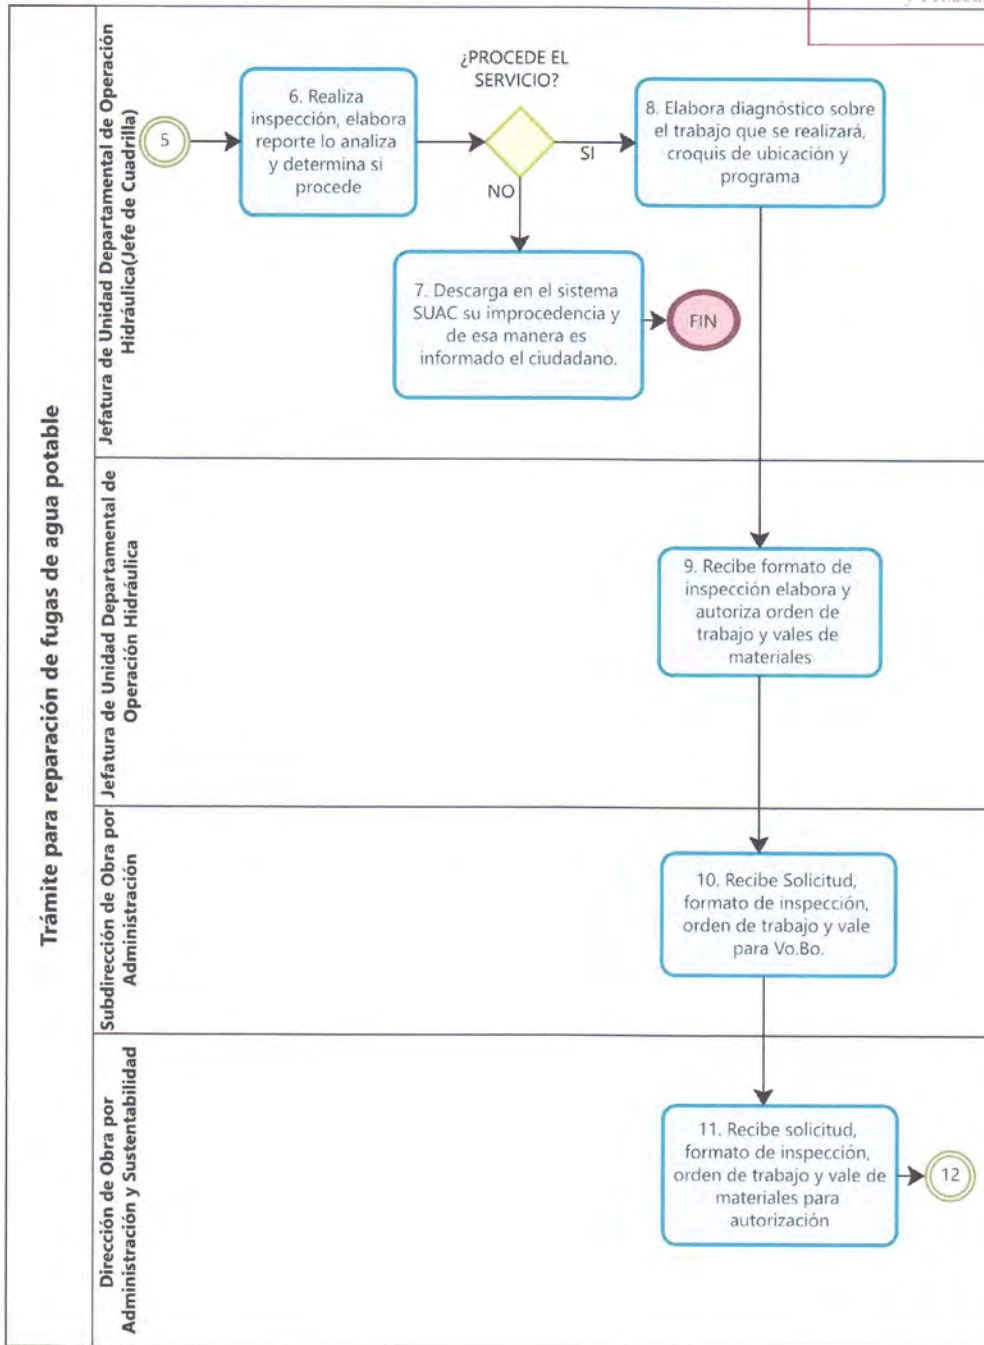 Trámite para reparación de fugas de agua potable
Jefatura de Unidad Departamental de Operación
Hidráulica(Jefe de Cuadrilla)
5
6. Realiza
inspección, elabora
reporte lo analiza
y determina si
procede
¿PROCEDE EL
SERVICIO?
SI
NO
8. Elabora diagnóstico sobre
el trabajo que se realizará,
croquis de ubicación y
programa
7. Descarga en el sistema
SUAC su improcedencia y
de esa manera es
informado el ciudadano.
FIN
Jefatura de Unidad Departamental de
Operación Hidráulica
9. Recibe formato de
inspección elabora y
autoriza orden de
trabajo y vales de
materiales
Subdirección de Obra por
Administración
10. Recibe Solicitud,
formato de inspección,
orden de trabajo y vale
para Vo.Bo.
Dirección de Obra por
Administración y Sustentabilidad
11. Recibe solicitud,
formato de inspección,
orden de trabajo y vale de
materiales para
autorización
12